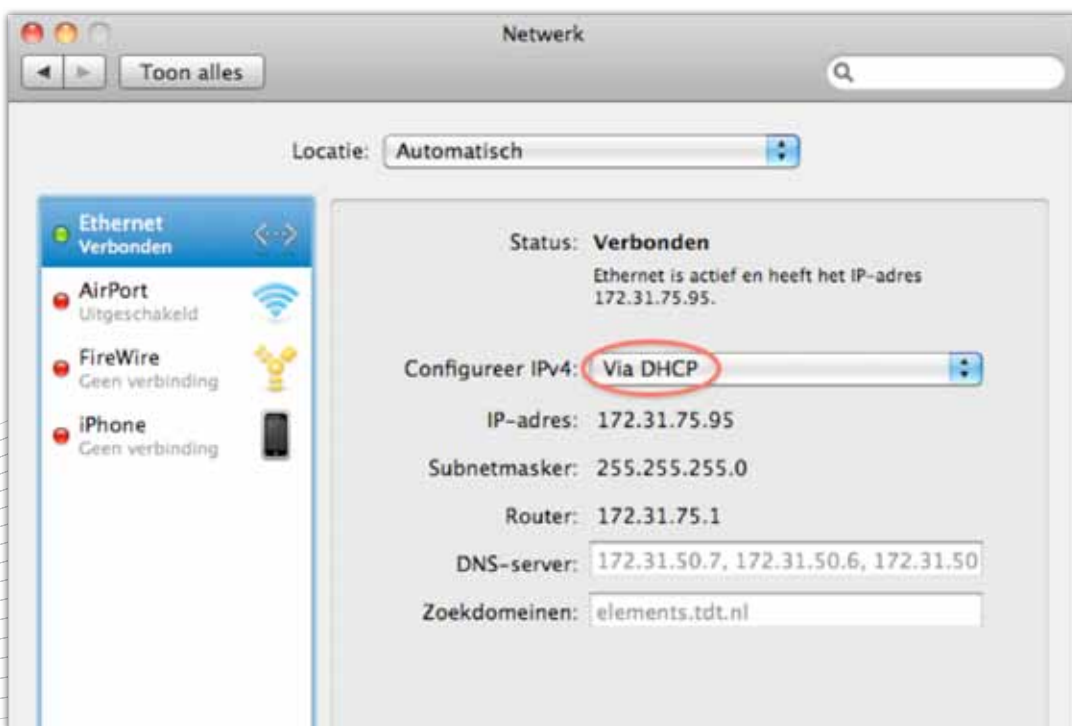 Netwerk
Toon alles
Locatie: Automatisch
Ethernet
Verbonden
AirPort
Uitgeschakeld
FireWire
Geen verbinding
iPhone
Geen verbinding
Status: Verbonden
Ethernet is actief en heeft het IP-adres
172.31.75.95.
Configureer IPv4: Via DHCP
IP-adres: 172.31.75.95
Subnetmasker: 255.255.255.0
Router: 172.31.75.1
DNS-server: 172.31.50.7, 172.31.50.6, 172.31.50
Zoekdomeinen: elements.tdt.nl